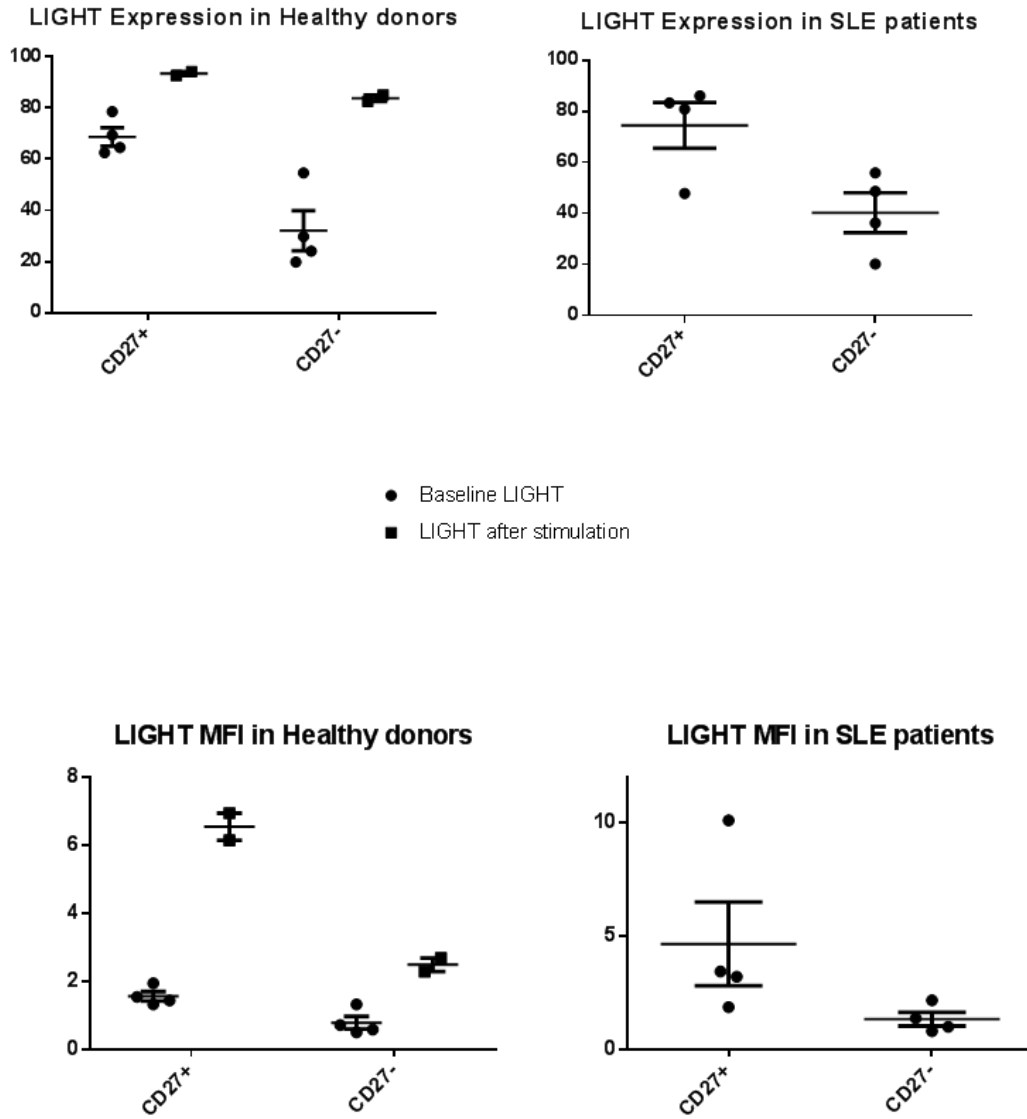 LIGHT Expression in Healthy donors
100
80
60
40
20
0
CD27+
CD27-
LIGHT Expression in SLE patients
100
80
60
40
20
0
CD27+
CD27-
Baseline LIGHT
LIGHT after stimulation
LIGHT MFI in Healthy donors
8
6
4
2
0
CD27+
CD27-
LIGHT MFI in SLE patients
10
5
0
CD27+
CD27-